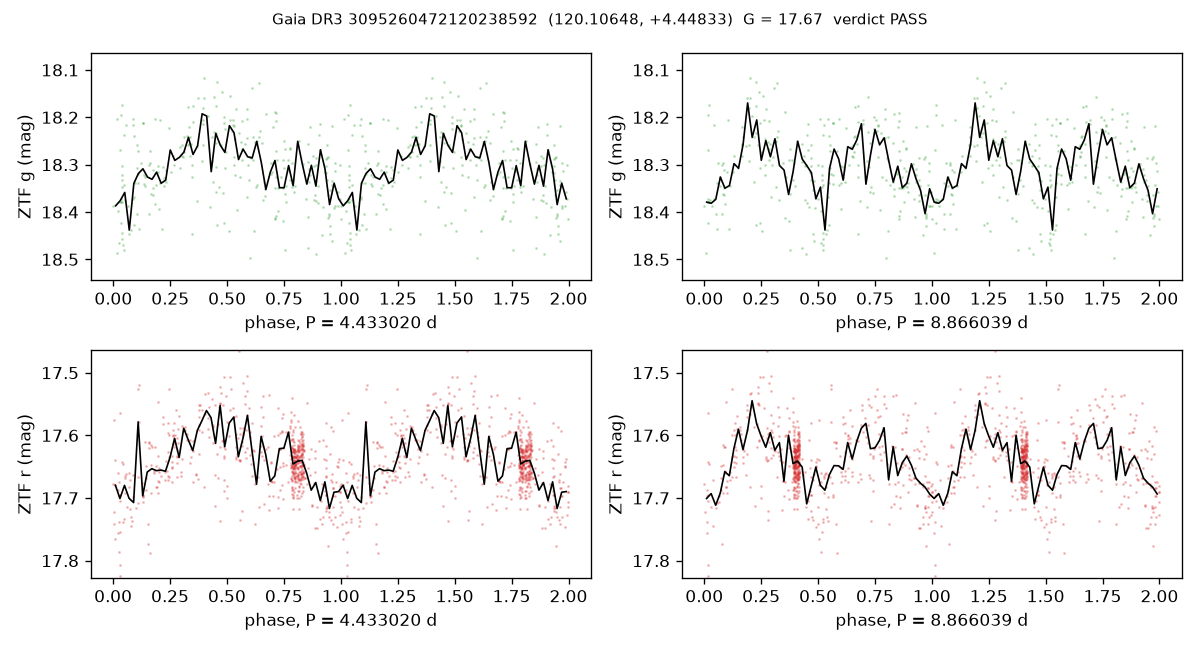 Gaia DR3 3095260472120238592 (120.10648, +4.44833) G = 17.67 verdict PASS
ZTF g (mag)
18.1
18.2
18.3
18.4
18.5
0.00 0.25 0.50 0.75 1.00 1.25 1.50 1.75 2.00
phase, P = 4.433020 d
ZTF g (mag)
18.1
18.2
18.3
18.4
18.5
0.00 0.25 0.50 0.75 1.00 1.25 1.50 1.75 2.00
phase, P = 8.866039 d
ZTF r (mag)
17.5
17.6
17.7
17.8
0.00 0.25 0.50 0.75 1.00 1.25 1.50 1.75 2.00
phase, P = 4.433020 d
ZTF r (mag)
17.5
17.6
17.7
17.8
0.00 0.25 0.50 0.75 1.00 1.25 1.50 1.75 2.00
phase, P = 8.866039 d